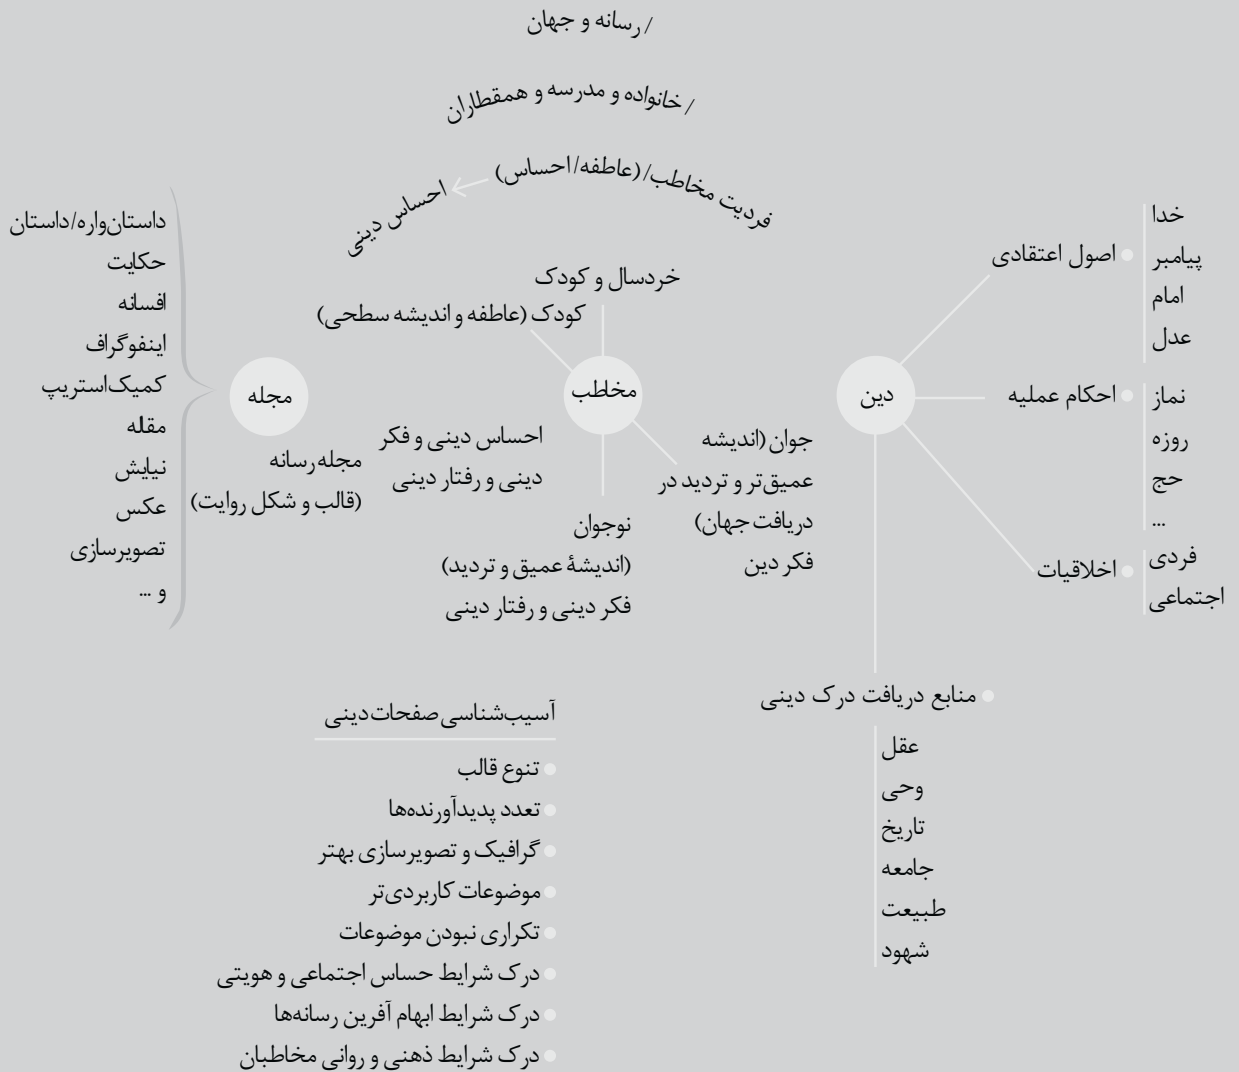 / رسانه و جهان
/ خانواده و مدرسه و همقطاران
فردیت مخاطب/ (عاطفه/ احساس)
احساس دینی
خدا
پیامبر
امام
عدل
اصول اعتقادی
نماز
روزه
حج
...
احکام عملیه
فردی
اجتماعی
اخلاقیات
دین
منابع دریافت درک دینی
عقل
وحی
تاریخ
جامعه
طبیعت
شهود
خردسال و کودک
کودک (عاطفه و اندیشه سطحی)
مخاطب
جوان (اندیشه
عمیق‌تر و تردید در
دریافت جهان)
فکر دین
احساس دینی و فکر
دینی و رفتار دینی
نوجوان
(اندیشهٔ عمیق و تردید)
فکر دینی و رفتار دینی
مجله
مجله رسانه
(قالب و شکل روایت)
داستان‌واره/داستان
حکایت
افسانه
اینفوگراف
کمیک‌استریپ
مقله
نیایش
عکس
تصویرسازی
و ...
آسیب‌شناسی صفحات دینی
تنوع قالب
تعدد پدیدآورنده‌ها
گرافیک و تصویرسازی بهتر
موضوعات کاربردی‌تر
تکراری نبودن موضوعات
درک شرایط حساس اجتماعی و هویتی
درک شرایط ابهام آفرین رسانه‌ها
درک شرایط ذهنی و روانی مخاطبان